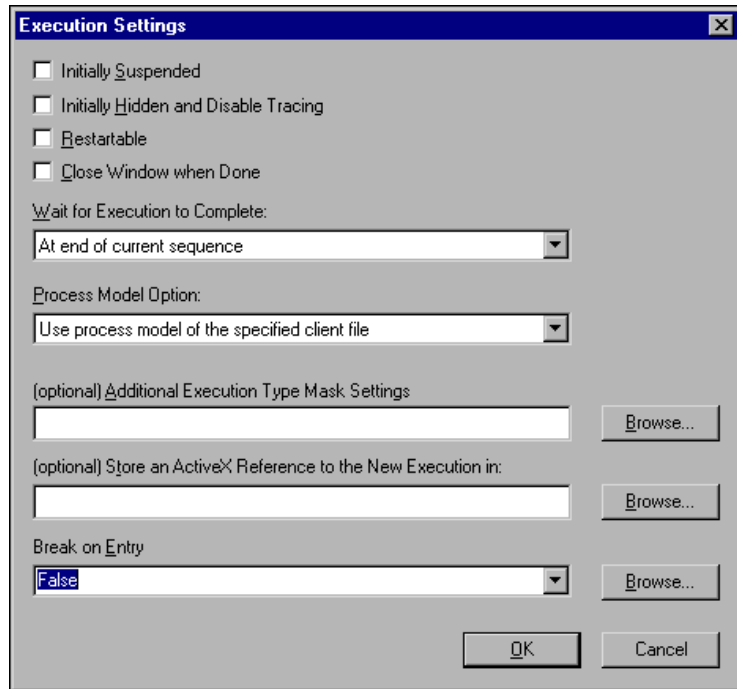 Execution Settings
Initially Suspended
Initially Hidden and Disable Tracing
Restartable
Close Window when Done
Wait for Execution to Complete:
At end of current sequence
Process Model Option:
Use process model of the specified client file
(optional) Additional Execution Type Mask Settings
Browse...
(optional) Store an ActiveX Reference to the New Execution in:
Browse...
Break on Entry
False
Browse...
OK
Cancel